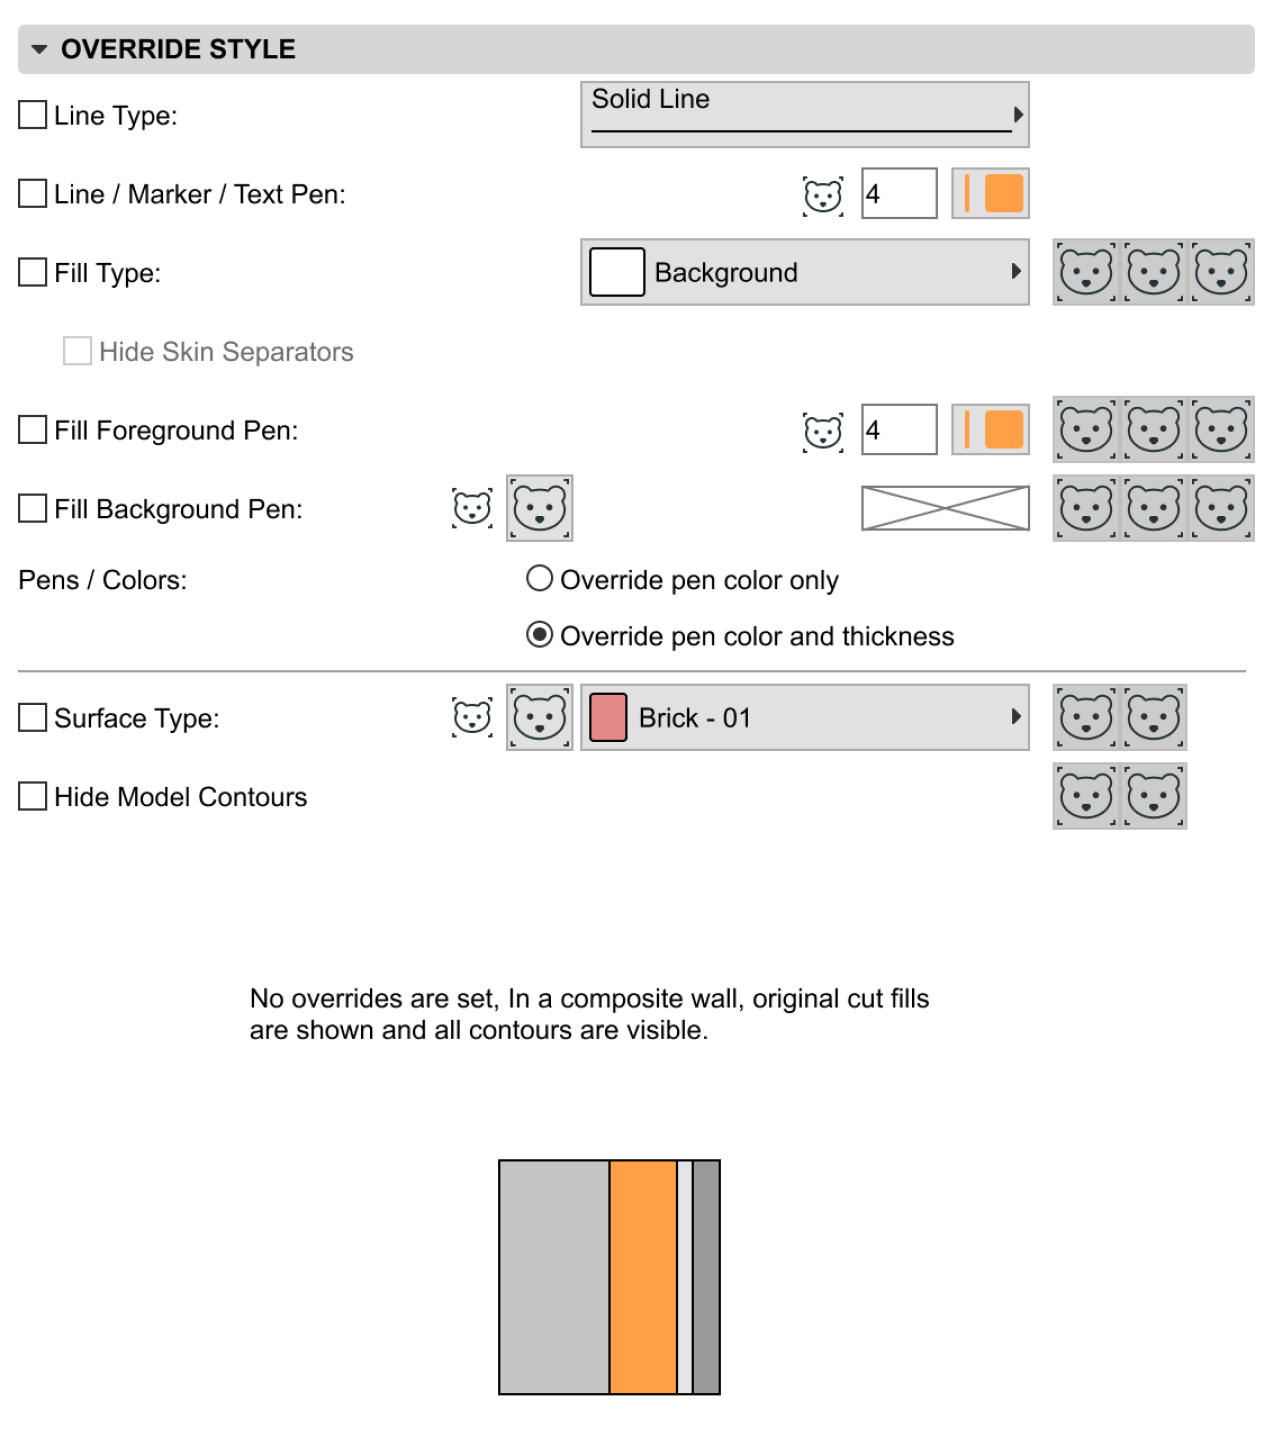 OVERRIDE STYLE
Line Type:
Solid Line
Line / Marker / Text Pen:
4
Fill Type:
Background
Hide Skin Separators
Fill Foreground Pen:
4
Fill Background Pen:
Pens / Colors:
Override pen color only
Override pen color and thickness
Surface Type:
Brick - 01
Hide Model Contours
No overrides are set, In a composite wall, original cut fills
are shown and all contours are visible.